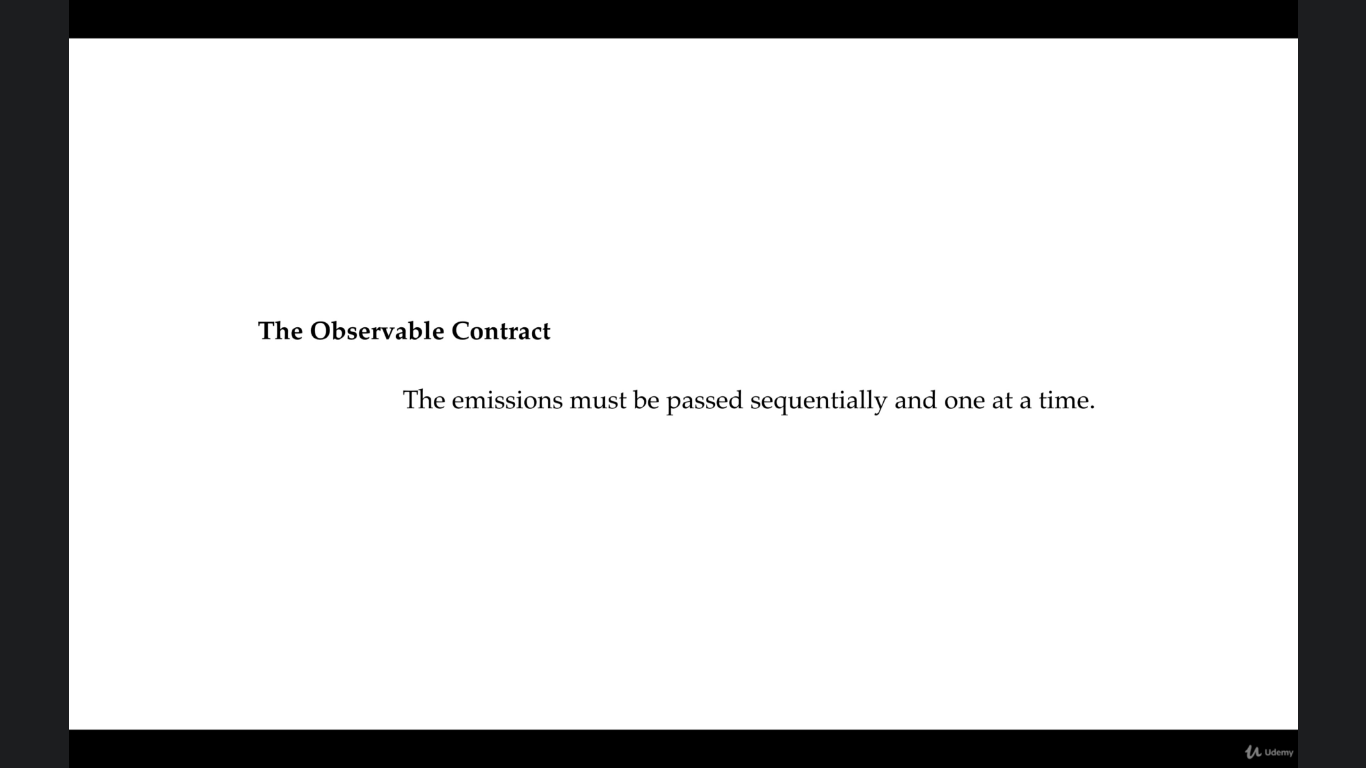 The Observable Contract
The emissions must be passed sequentially and one at a time.
Udemy